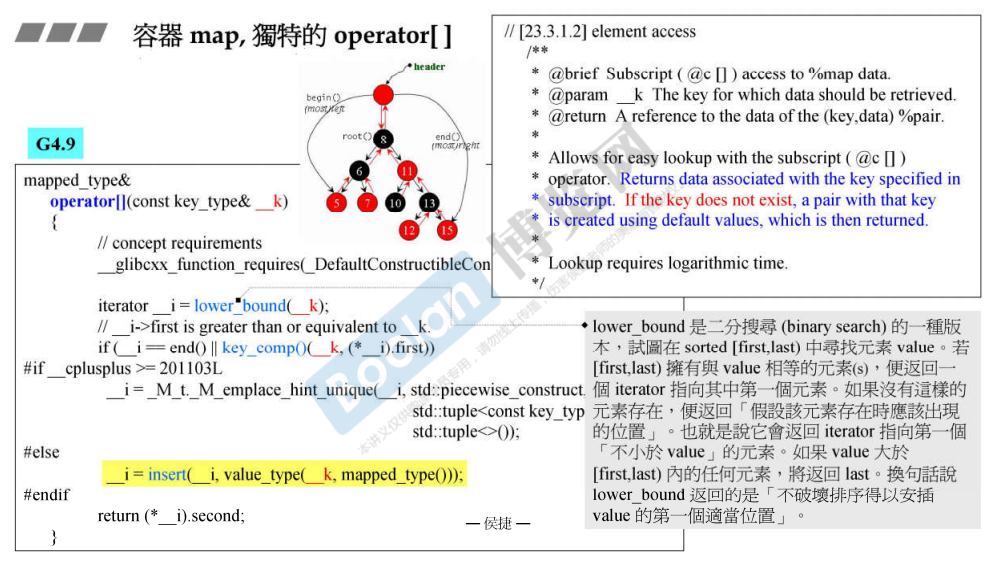 容器 map, 獨特的 operator[ ]
// [23.3.1.2] element access
/**
* @brief Subscript ( @c [] ) access to %map data.
* @param __k The key for which data should be retrieved.
* @return A reference to the data of the (key,data) %pair.
*
* Allows for easy lookup with the subscript ( @c [] )
* operator. Returns data associated with the key specified in
* subscript. If the key does not exist, a pair with that key
* is created using default values, which is then returned.
*
* Lookup requires logarithmic time.
*/
header
begin()
(most)left
root()
end()
(most)right
8
6
11
5
7
10
13
12
15
G4.9
mapped_type&
operator[](const key_type& __k)
{
// concept requirements
__glibcxx_function_requires(_DefaultConstructibleCon
iterator __i = lower_bound(__k);
// __i->first is greater than or equivalent to __k.
if (__i == end() || key_comp()(__k, (*__i).first))
#if __cplusplus >= 201103L
__i = _M_t._M_emplace_hint_unique(__i, std::piecewise_construct,
std::tuple<const key_typ
std::tuple<>());
#else
__i = insert(__i, value_type(__k, mapped_type()));
#endif
return (*__i).second;
}
lower_bound 是二分搜尋 (binary search) 的一種版
本，試圖在 sorted [first,last) 中尋找元素 value。若
[first,last) 擁有與 value 相等的元素(s)，便返回一
個 iterator 指向其中第一個元素。如果沒有這樣的
元素存在，便返回「假設該元素存在時應該出現
的位置」。也就是說它會返回 iterator 指向第一個
「不小於 value」的元素。如果 value 大於
[first,last) 內的任何元素，將返回 last。換句話說
lower_bound 返回的是「不破壞排序得以安插
value 的第一個適當位置」。
— 侯捷 —
Boolan
博览网